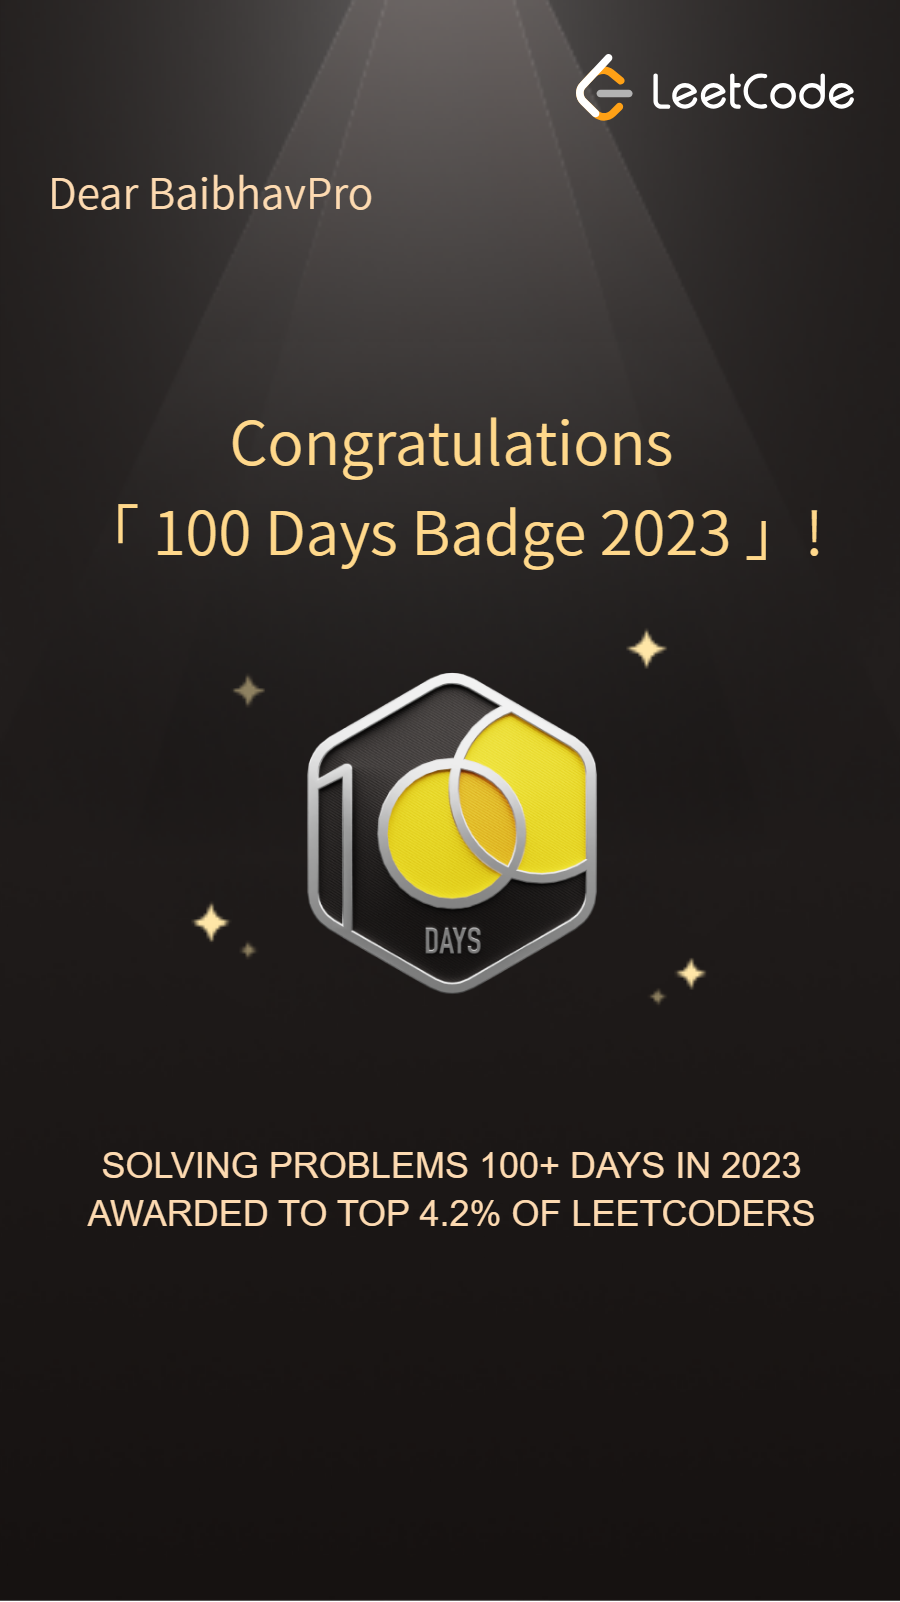 LeetCode
Dear BaibhavPro
Congratulations
「 100 Days Badge 2023 」!
100
DAYS
SOLVING PROBLEMS 100+ DAYS IN 2023
AWARDED TO TOP 4.2% OF LEETCODERS